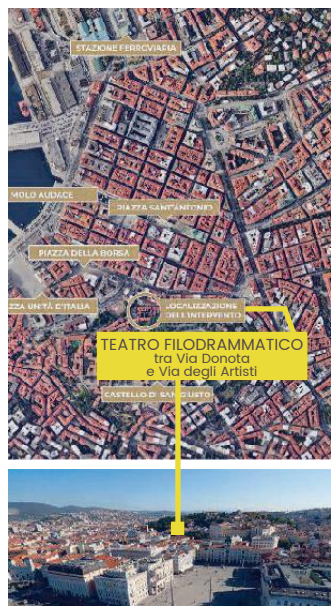 STAZIONE FERROVIARIA
MOLO AUDACE
PIAZZA SANT'ANTONIO
PIAZZA DELLA BORSA
ZZA UNITÀ D'ITALIA
LOCALIZZAZIONE
DELL'INTERVENTO
TEATRO FILODRAMMATICO
tra Via Donota
e Via degli Artisti
CASTELLO DI SAN GIUSTO